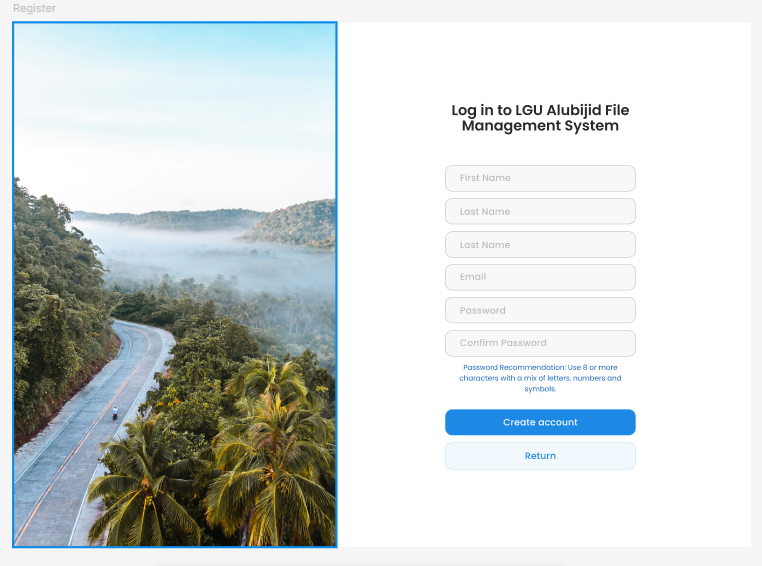 Register
Log in to LGU Alubijid File
Management System
First Name
Last Name
Last Name
Email
Password
Confirm Password
Password Recommendation: Use 8 or more
characters with a mix of letters, numbers and
symbols.
Create account
Return